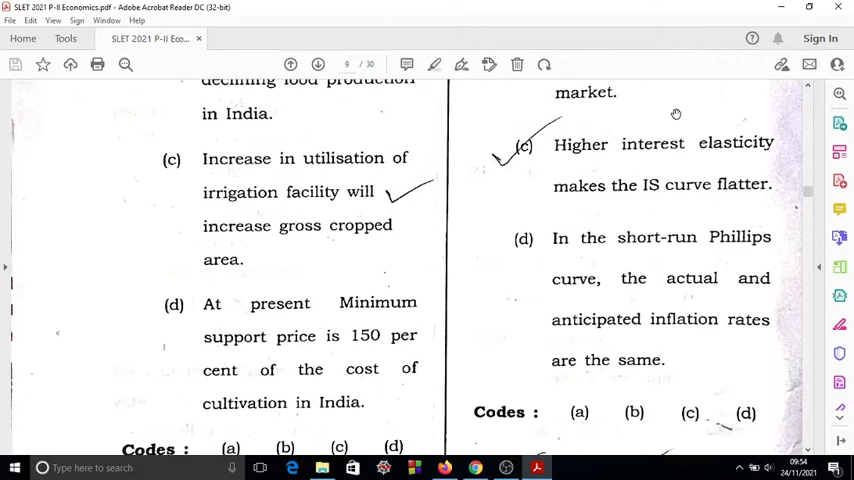 SLET 2021 P-II Economics.pdf - Adobe Acrobat Reader DC (32-bit)
File Edit View Sign Window Help
Home Tools SLET 2021 P-II Eco... × Sign In
9 / 30
declining food production
in India.
(c) Increase in utilisation of
irrigation facility will
increase gross cropped
area.
(d) At present Minimum
support price is 150 per
cent of the cost of
cultivation in India.
Codes : (a) (b) (c) (d)
market.
(c) Higher interest elasticity
makes the IS curve flatter.
(d) In the short-run Phillips
curve, the actual and
anticipated inflation rates
are the same.
Codes : (a) (b) (c) (d)
Type here to search
09:54
24/11/2021